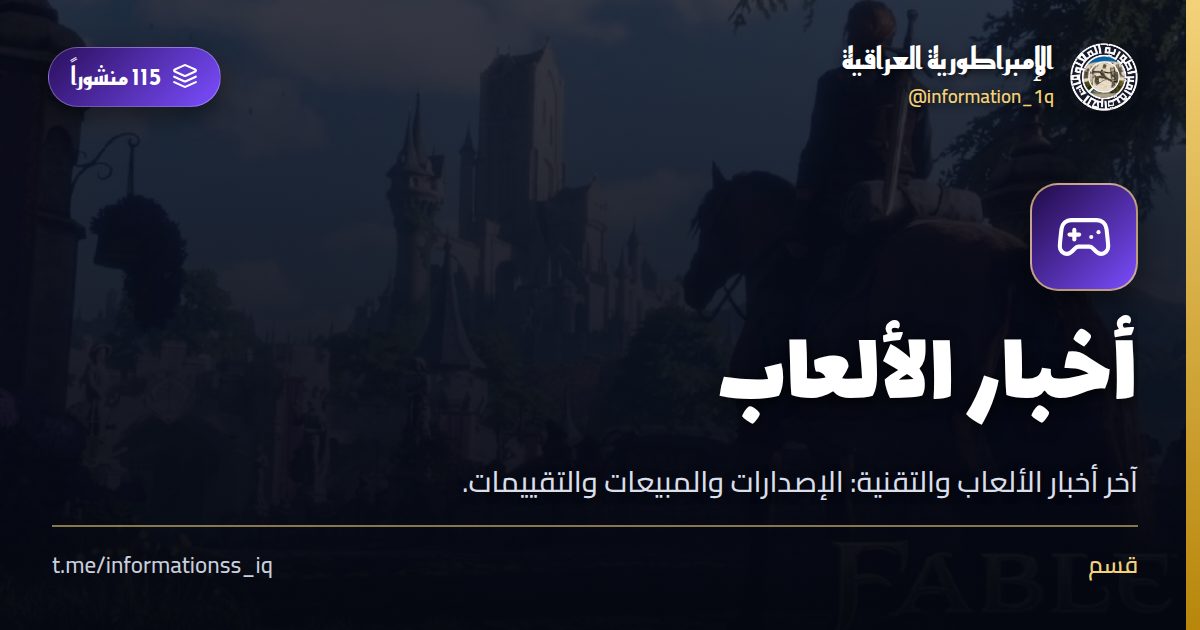 الإمبراطورية العراقية
@information_1q
115 منشوراً
أخبار الألعاب
آخر أخبار الألعاب والتقنية: الإصدارات والمبيعات والتقييمات.
قسم
t.me/informationss_iq
FABLE